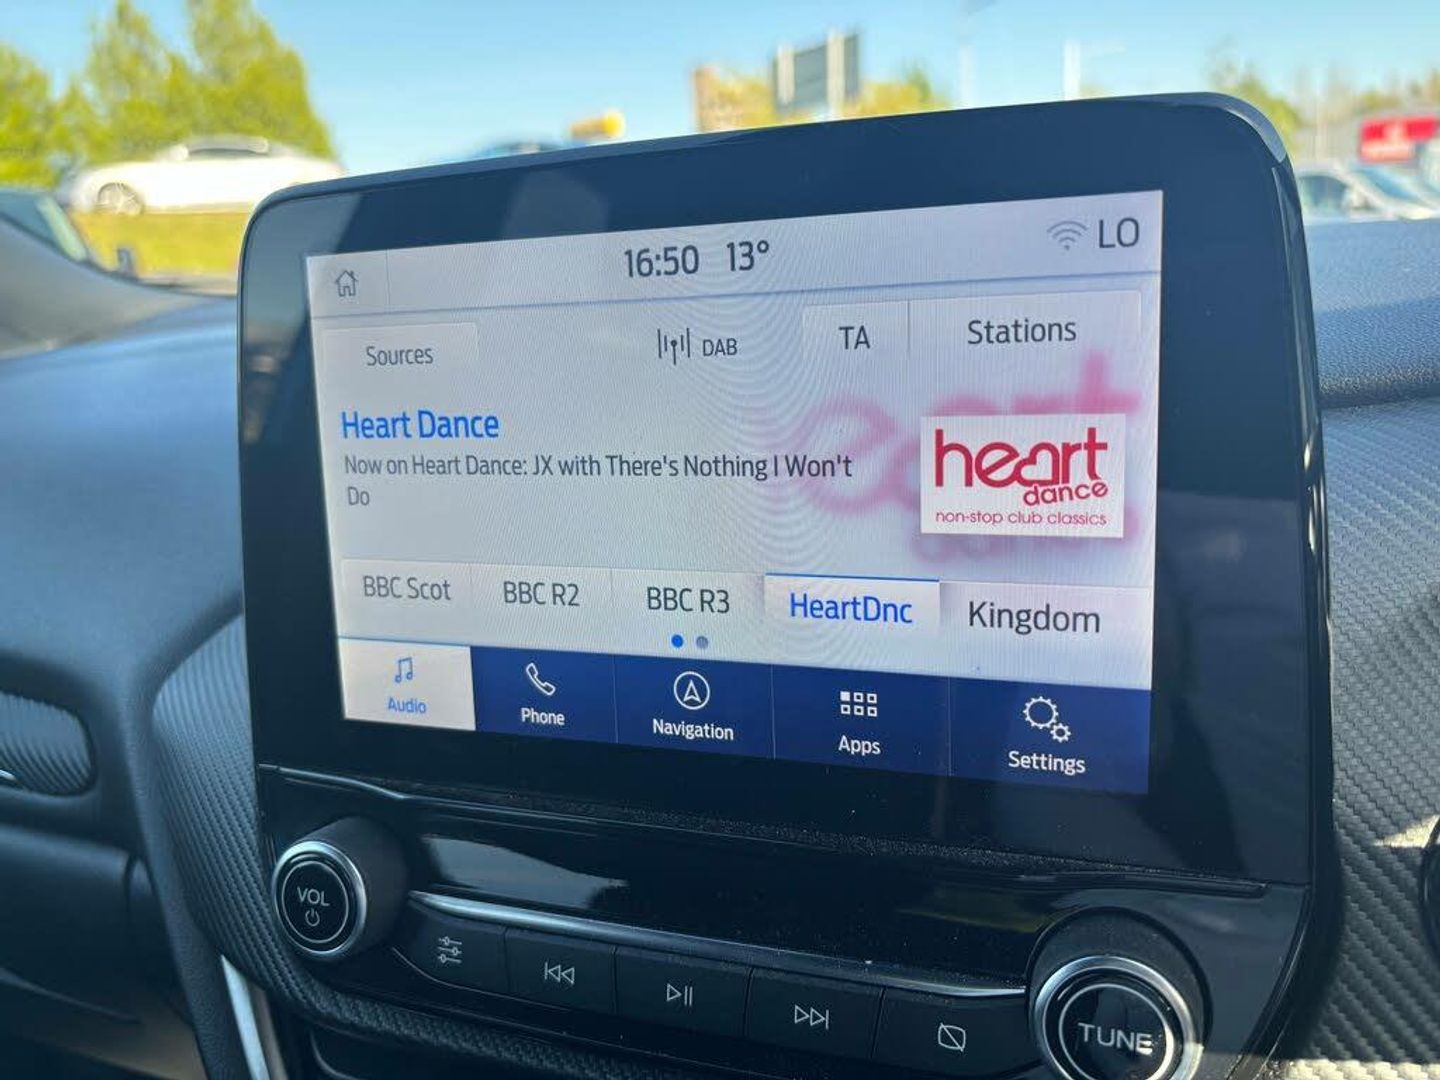 16:50 13° LO
Sources DAB TA Stations
Heart Dance
Now on Heart Dance: JX with There's Nothing I Won't
Do
heart
dance
non-stop club classics
BBC Scot BBC R2 BBC R3 HeartDnc Kingdom
Audio Phone Navigation Apps Settings
VOL
TUNE